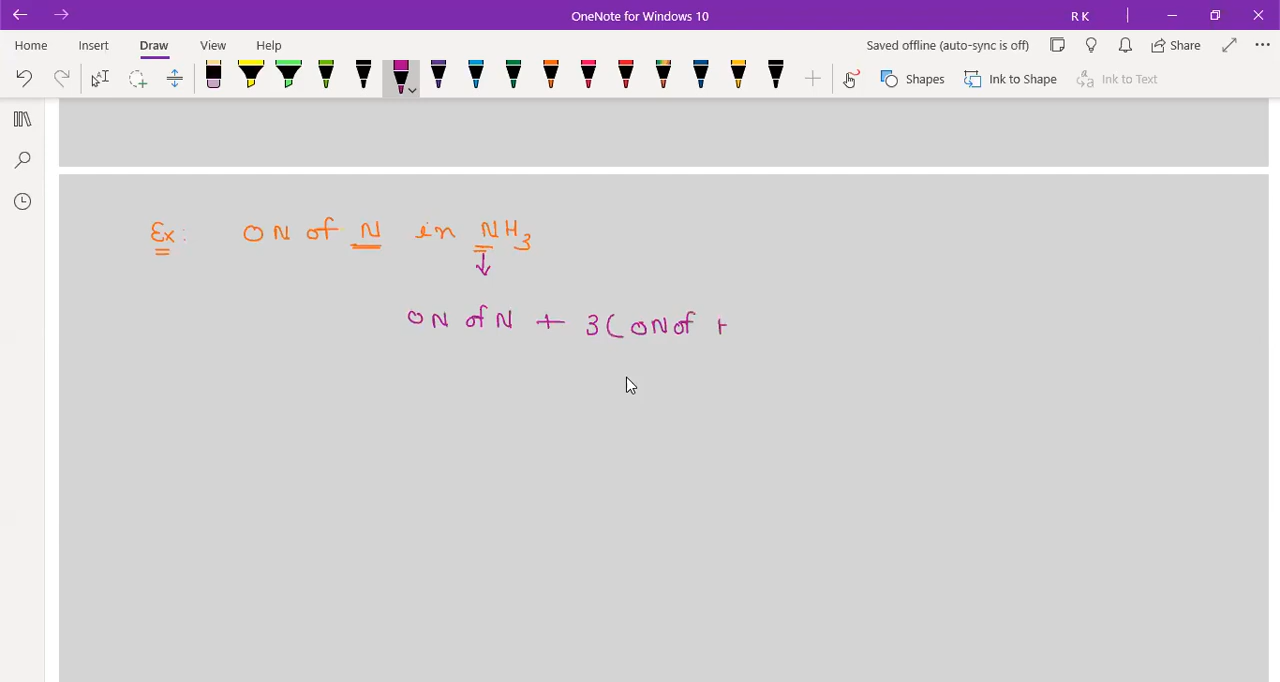 OneNote for Windows 10
R K
Home Insert Draw View Help
Saved offline (auto-sync is off) Share
Shapes Ink to Shape Ink to Text
Ex: ON of N in NH3
ON of N + 3(ON of